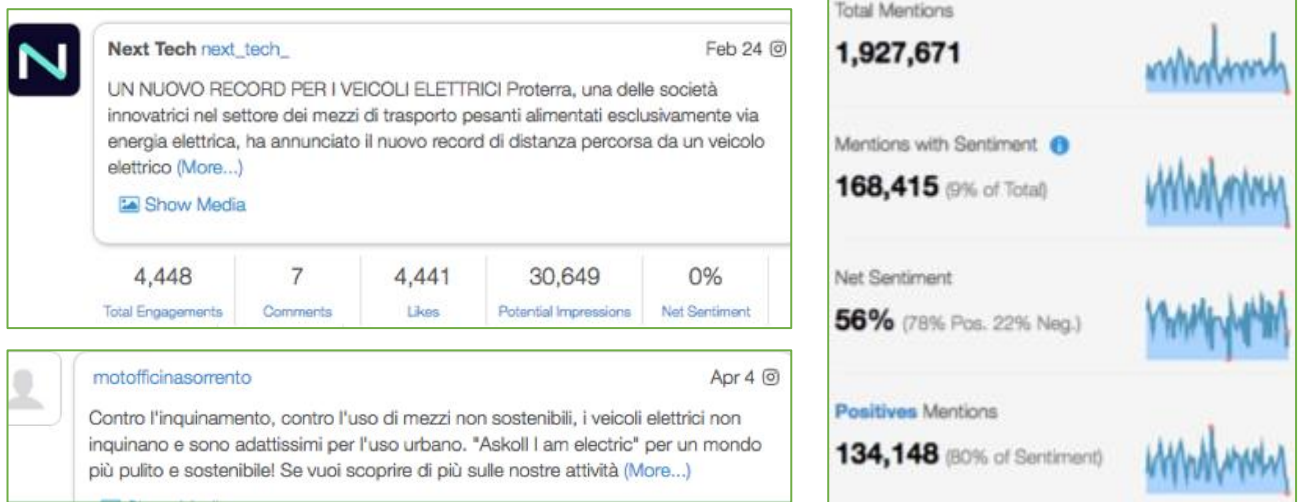 Next Tech next_tech_
Feb 24
UN NUOVO RECORD PER I VEICOLI ELETTRICI Proterra, una delle società
innovatrici nel settore dei mezzi di trasporto pesanti alimentati esclusivamente via
energia elettrica, ha annunciato il nuovo record di distanza percorsa da un veicolo
elettrico (More...)
Show Media
4,448
7
4,441
30,649
0%
Total Engagements
Comments
Likes
Potential Impressions
Net Sentiment
motofficinasorrento
Apr 4
Contro l'inquinamento, contro l'uso di mezzi non sostenibili, i veicoli elettrici non
inquinano e sono adattissimi per l'uso urbano. "Askoll I am electric" per un mondo
più pulito e sostenibile! Se vuoi scoprire di più sulle nostre attività (More...)
Total Mentions
1,927,671
Mentions with Sentiment
168,415 (9% of Total)
Net Sentiment
56% (78% Pos. 22% Neg.)
Positives Mentions
134,148 (80% of Sentiment)